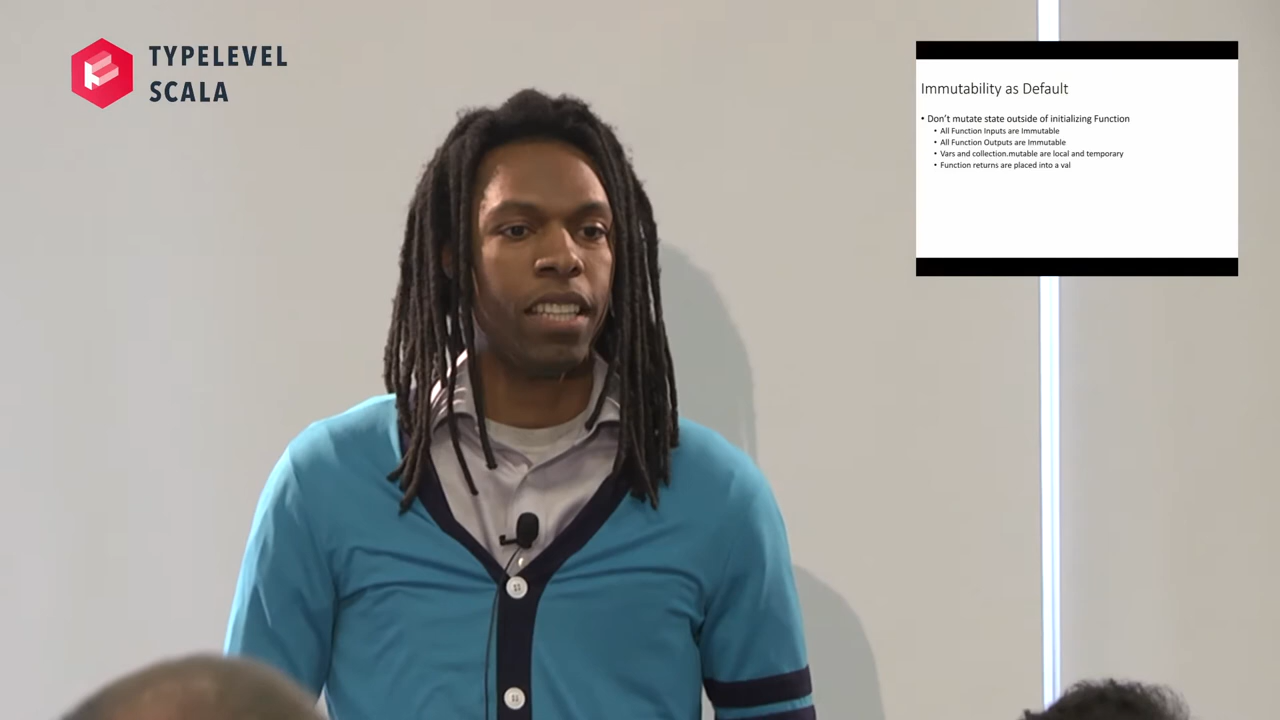 TYPELEVEL
SCALA
Immutability as Default
• Don't mutate state outside of initializing Function
• All Function Inputs are Immutable
• All Function Outputs are Immutable
• Vars and collection.mutable are local and temporary
• Function returns are placed into a val